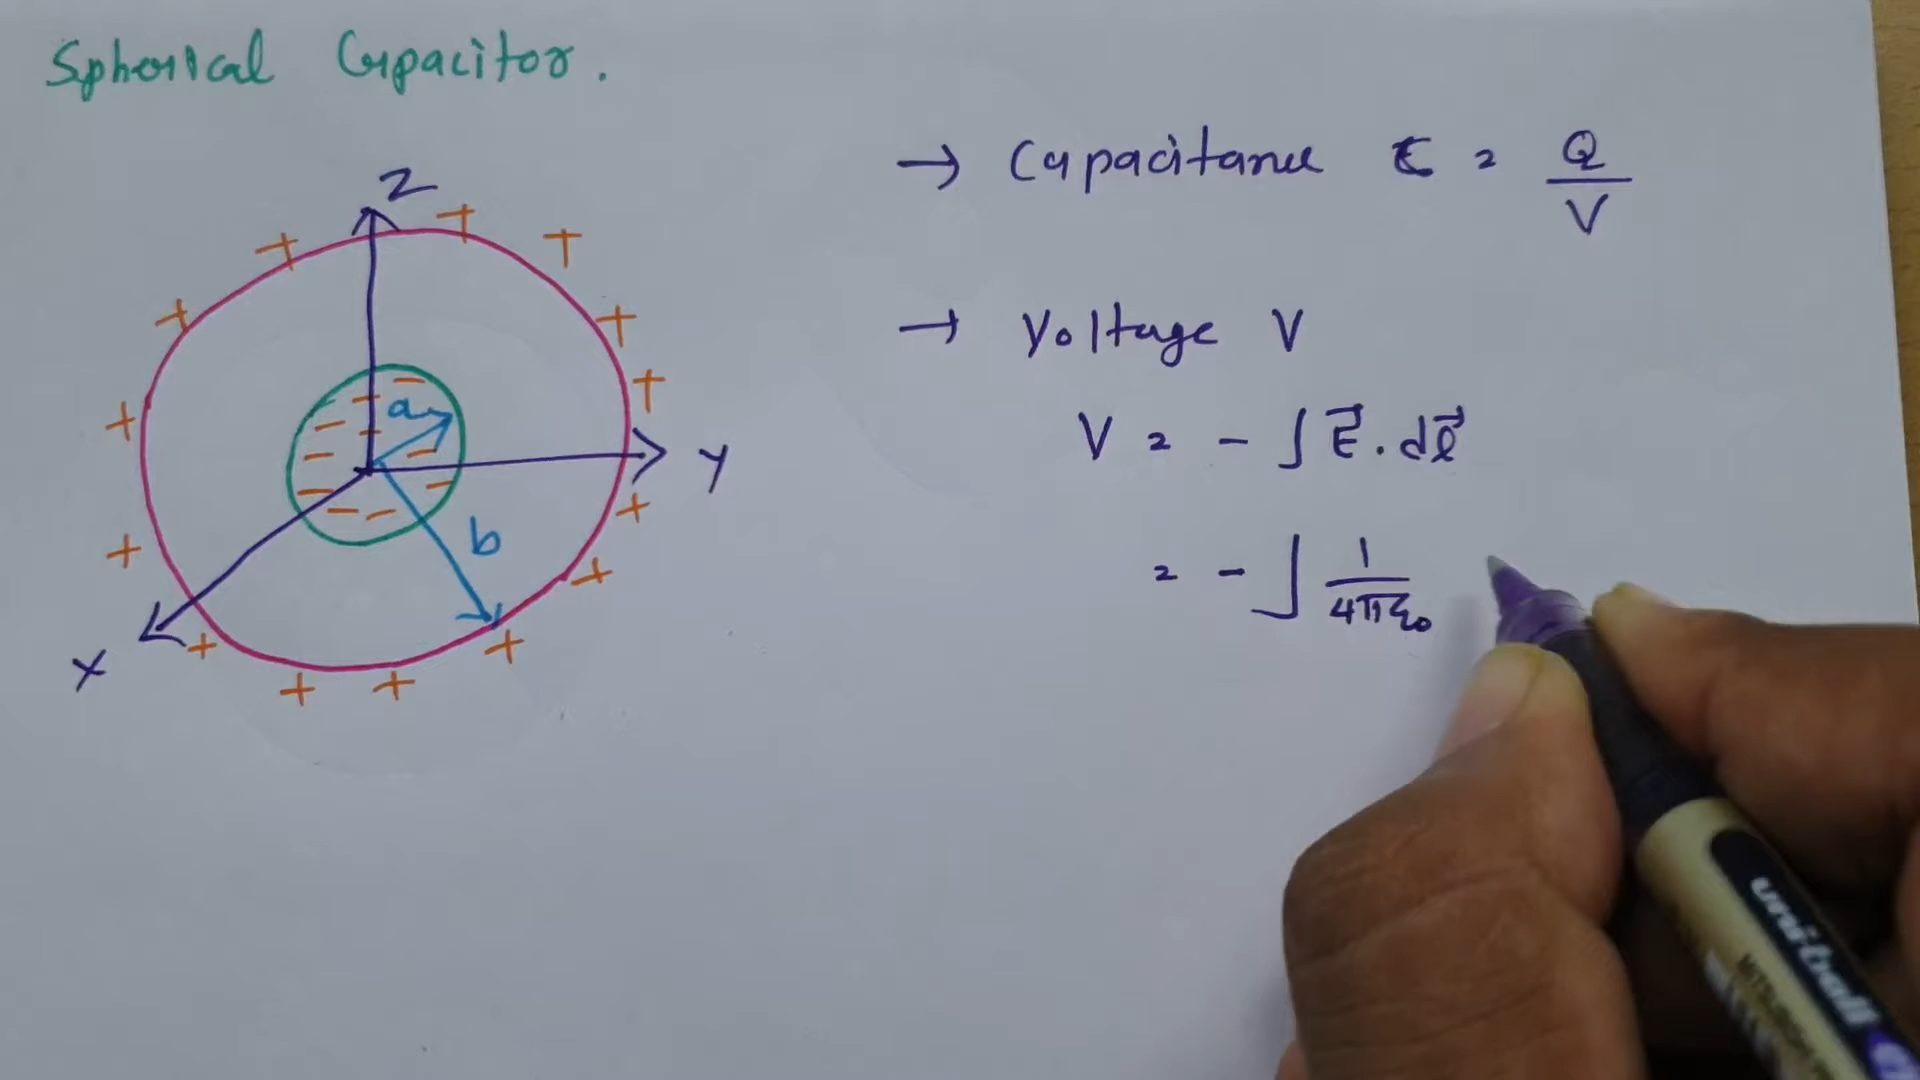 Spherical Capacitor.
→ Capacitance C = Q/V
Z
+ + + + + + + + + + + + + + + +
→ Voltage V
a
V = - ∫ E⃗ . dl⃗
y
b
= - ∫ 1/4πε0
x
uni-ball